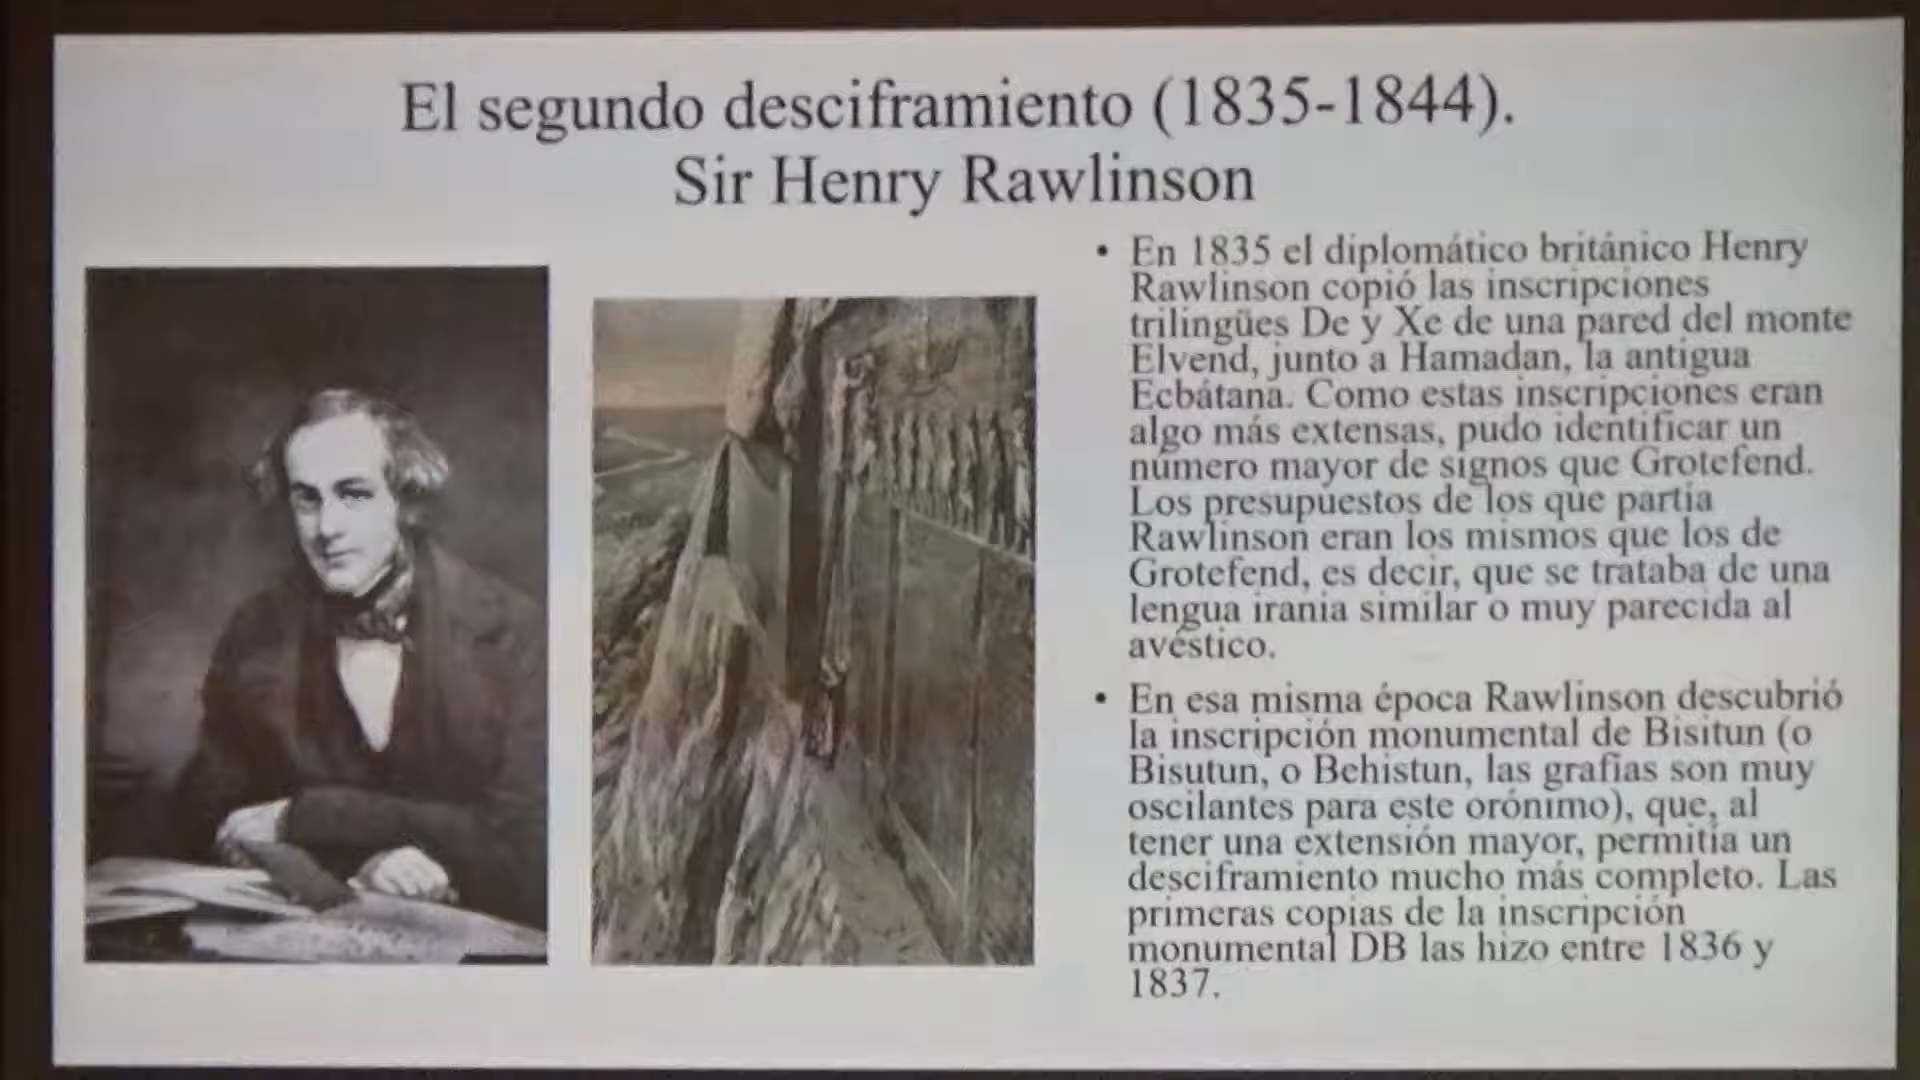 El segundo desciframiento (1835-1844).
Sir Henry Rawlinson
• En 1835 el diplomático británico Henry
Rawlinson copió las inscripciones
trilingües De y Xe de una pared del monte
Elvend, junto a Hamadan, la antigua
Ecbátana. Como estas inscripciones eran
algo más extensas, pudo identificar un
número mayor de signos que Grotefend.
Los presupuestos de los que partía
Rawlinson eran los mismos que los de
Grotefend, es decir, que se trataba de una
lengua irania similar o muy parecida al
avéstico.
• En esa misma época Rawlinson descubrió
la inscripción monumental de Bisitun (o
Bisutun, o Behistun, las grafías son muy
oscilantes para este orónimo), que, al
tener una extensión mayor, permitía un
desciframiento mucho más completo. Las
primeras copias de la inscripción
monumental DB las hizo entre 1836 y
1837.